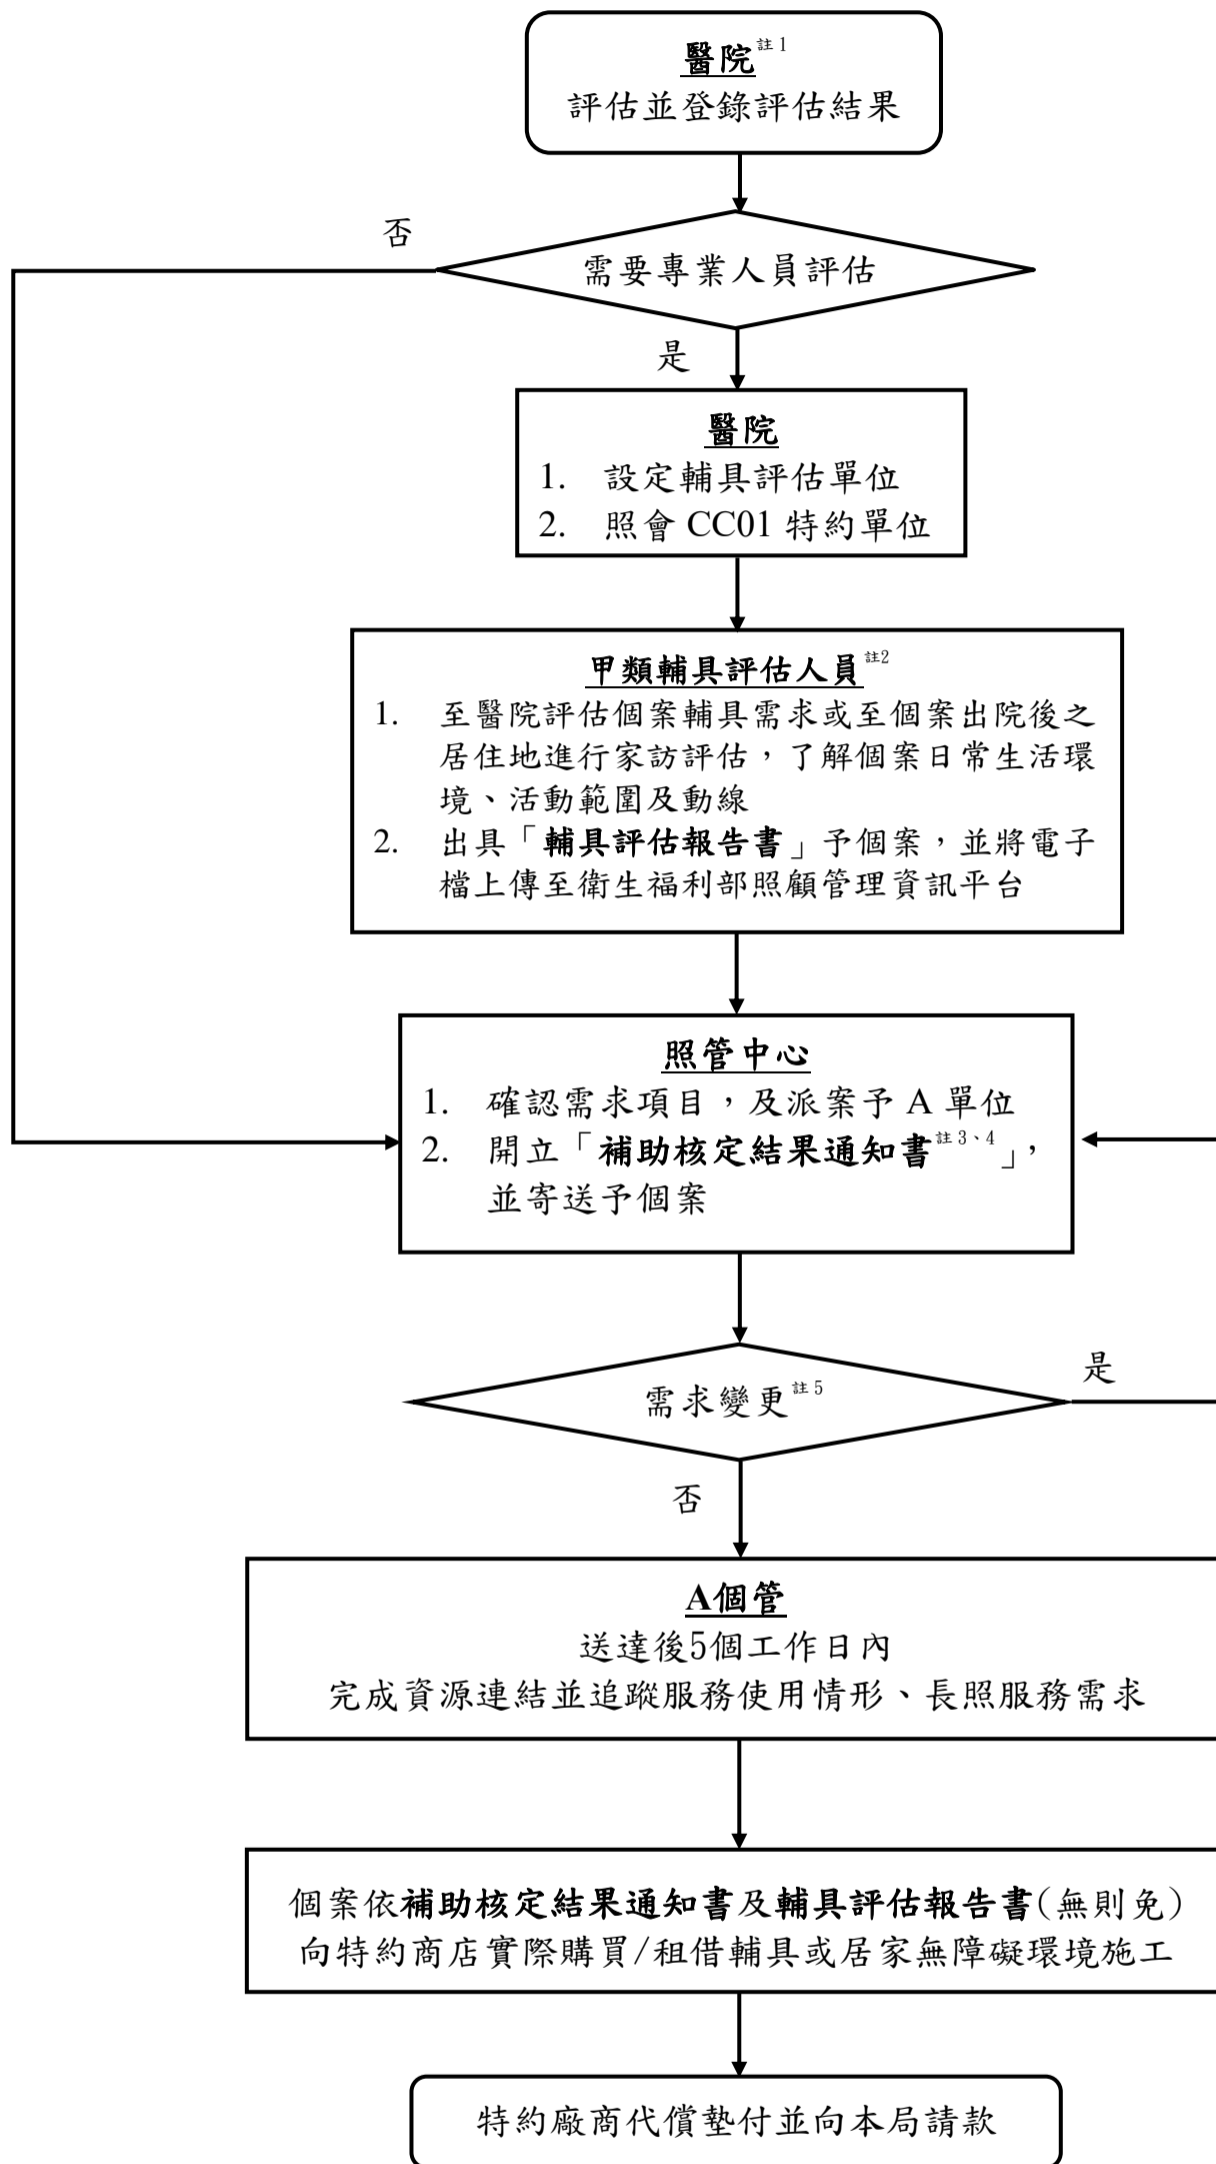 醫院註1
評估並登錄評估結果
否
需要專業人員評估
是
醫院
1. 設定輔具評估單位
2. 照會 CC01 特約單位
甲類輔具評估人員註2
1. 至醫院評估個案輔具需求或至個案出院後之
居住地進行家訪評估，了解個案日常生活環
境、活動範圍及動線
2. 出具「輔具評估報告書」予個案，並將電子
檔上傳至衛生福利部照顧管理資訊平台
照管中心
1. 確認需求項目，及派案予 A 單位
2. 開立「補助核定結果通知書註3、4」，
並寄送予個案
需求變更註5
是
否
A個管
送達後5個工作日內
完成資源連結並追蹤服務使用情形、長照服務需求
個案依補助核定結果通知書及輔具評估報告書(無則免)
向特約商店實際購買/租借輔具或居家無障礙環境施工
特約廠商代償墊付並向本局請款